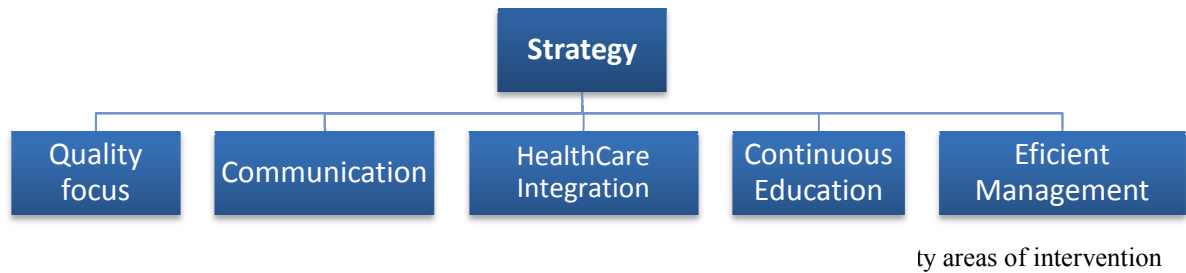 Strategy
Quality
focus
Communication
HealthCare
Integration
Continuous
Education
Eficient
Management
ty areas of intervention